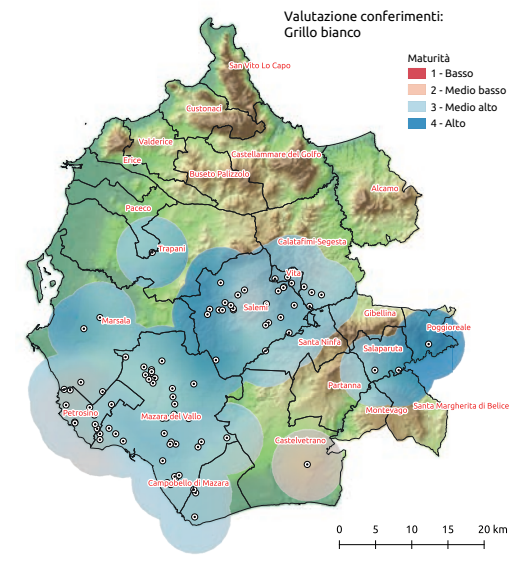 Valutazione conferimenti:
Grillo bianco
Maturità
1 - Basso
2 - Medio basso
3 - Medio alto
4 - Alto
San Vito Lo Capo
Custonaci
Valderice
Erice
Castellammare del Golfo
Buseto Palizzolo
Alcamo
Paceco
Trapani
Calatafimi-Segesta
Vita
Salemi
Marsala
Gibellina
Poggioreale
Santa Ninfa
Salaparuta
Partanna
Petrosino
Mazara del Vallo
Montevago
Santa Margherita di Belice
Castelvetrano
Campobello di Mazara
0 5 10 15 20 km